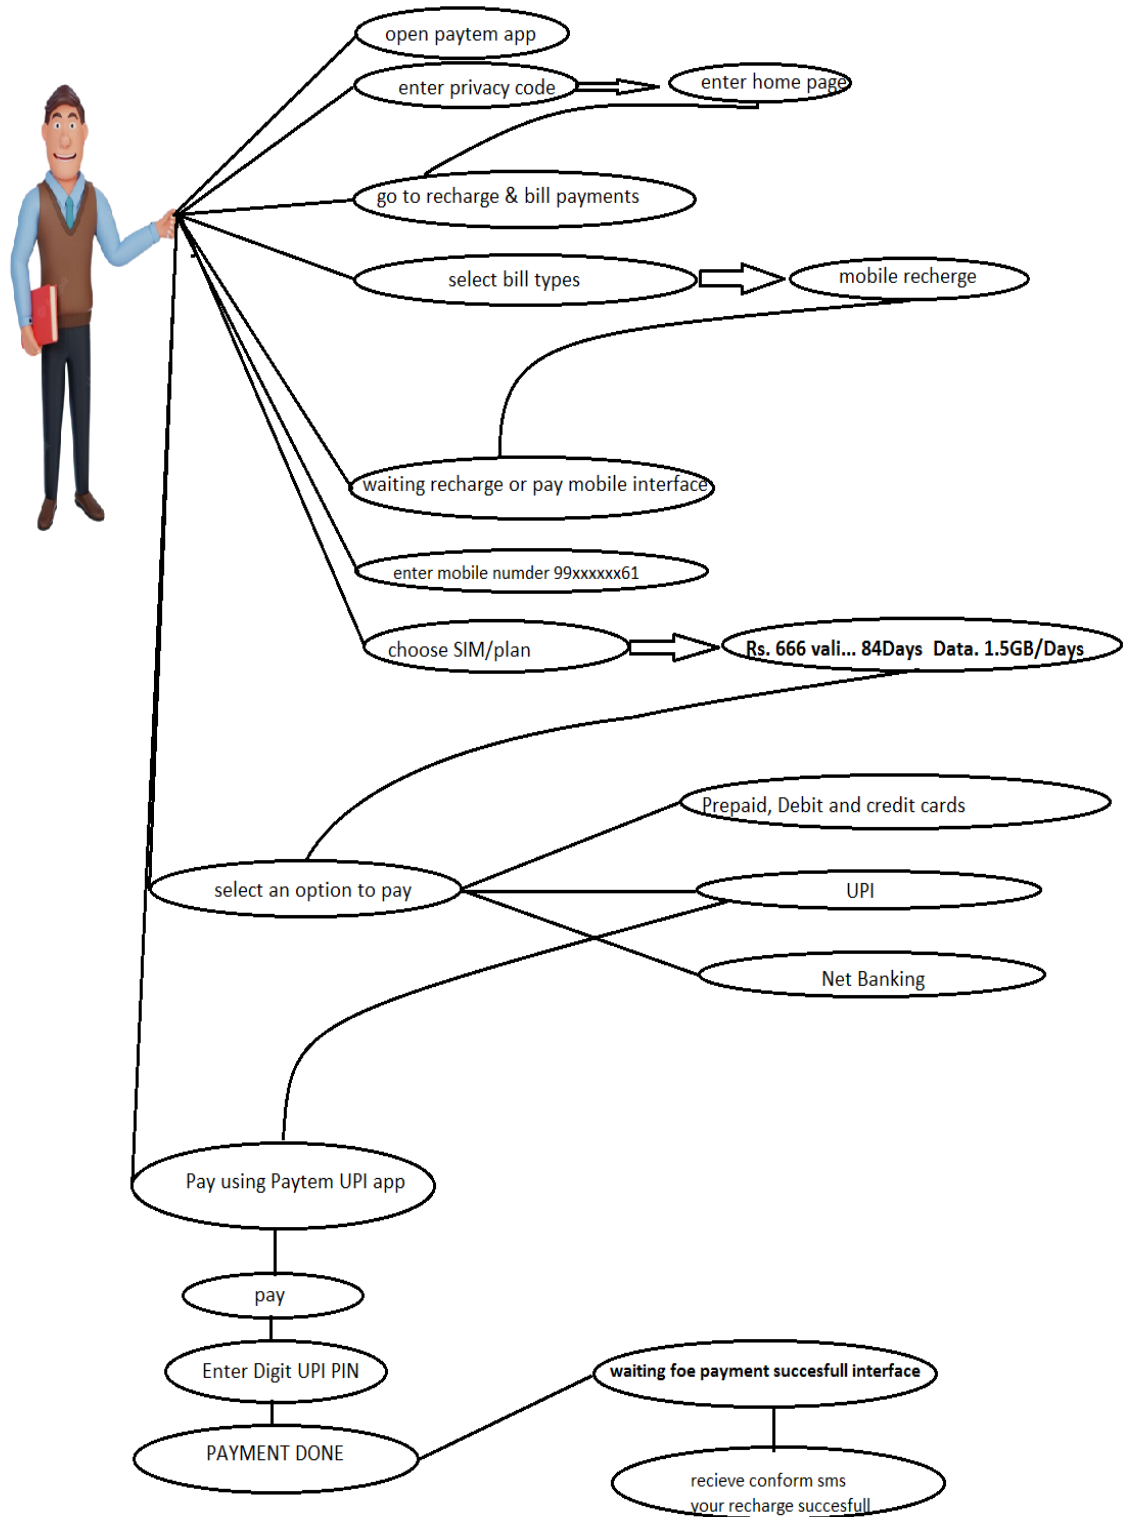 open paytem app
enter privacy code
enter home page
go to recharge & bill payments
select bill types
mobile recherge
waiting recharge or pay mobile interface
enter mobile numder 99xxxxxx61
choose SIM/plan
Rs. 666 vali... 84Days  Data. 1.5GB/Days
Prepaid, Debit and credit cards
select an option to pay
UPI
Net Banking
Pay using Paytem UPI app
pay
Enter Digit UPI PIN
waiting foe payment succesfull interface
PAYMENT DONE
recieve conform sms
your recharge succesfull